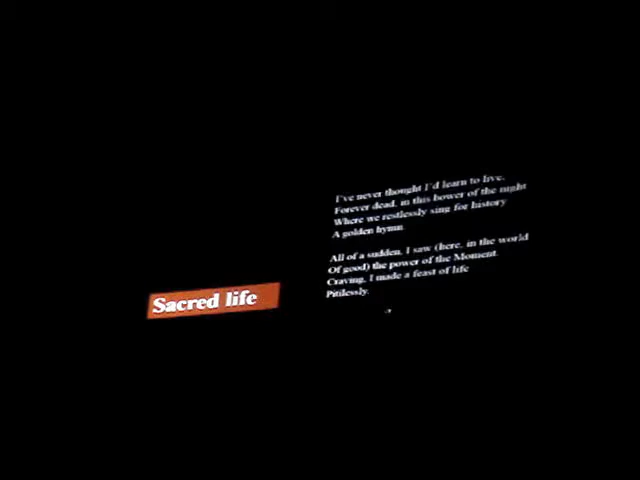 Sacred life
I've never thought I'd learn to live,
Forever dead, in this bower of the night
Where we restlessly sing for history
A golden hymn.
All of a sudden, I saw (here, in the world
Of good) the power of the Moment.
Craving, I made a feast of life
Pitilessly.